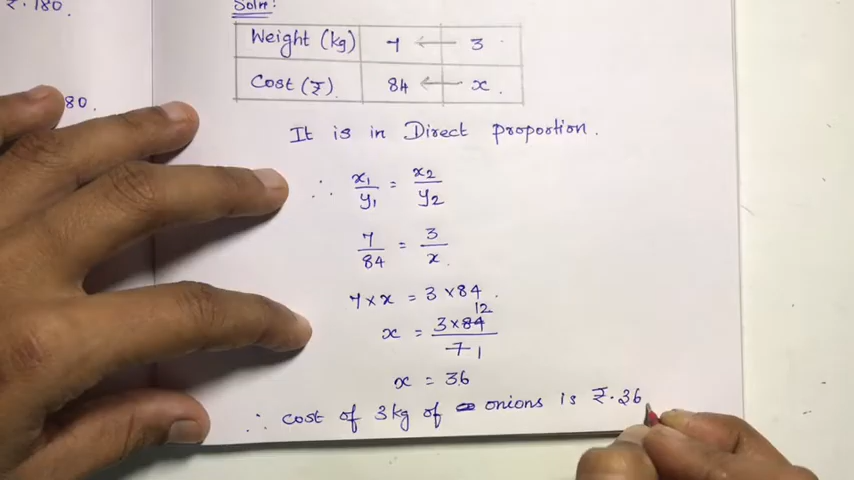 ₹.180.
80.
Soln:
Weight (kg) 7 ← 3
Cost (₹) 84 ← x
It is in Direct proportion.
∴ x₁/y₁ = x₂/y₂
7/84 = 3/x
7 × x = 3 × 84
x = 3 × 84/7 12 1
x = 36
∴ cost of 3kg of onions is ₹.36